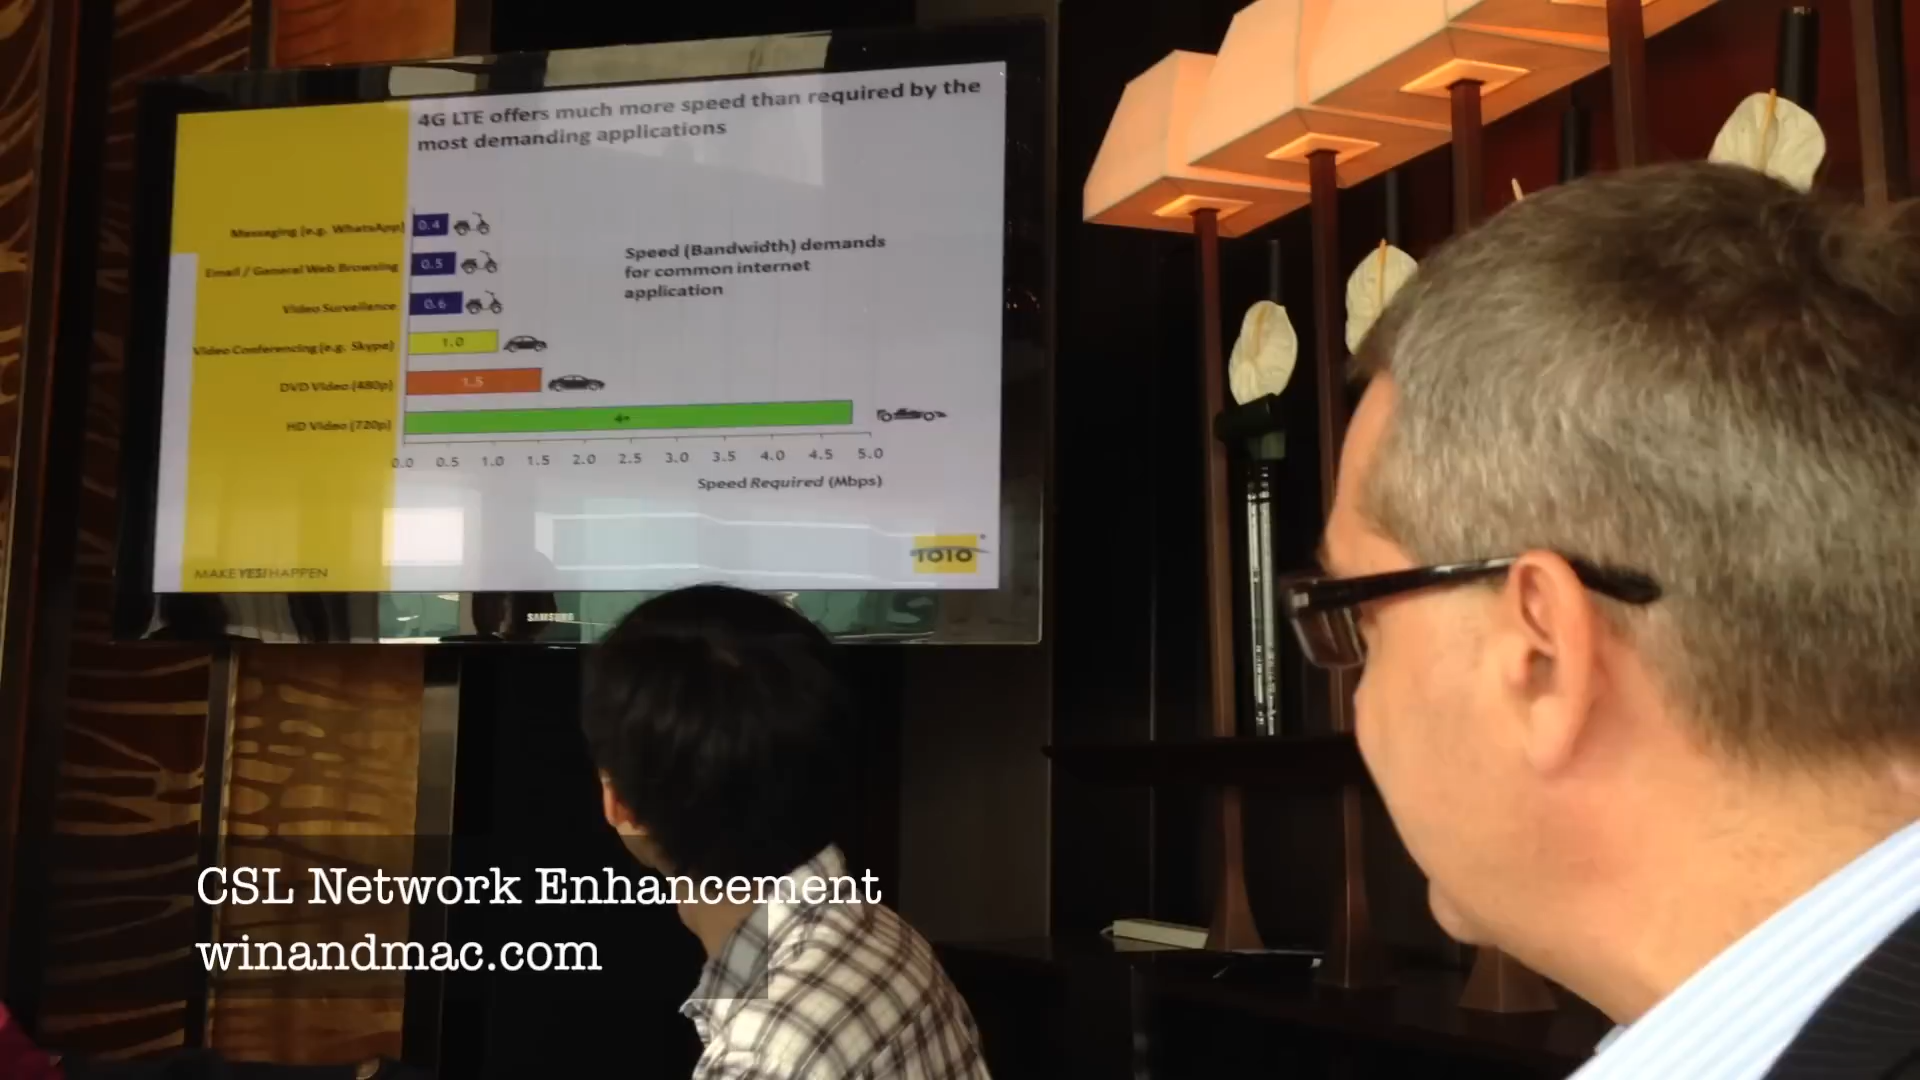 4G LTE offers much more speed than required by the
most demanding applications
Messaging (e.g. WhatsApp) 0.4
Email / General Web Browsing 0.5
Video Surveillance 0.6
Video Conferencing (e.g. Skype) 1.0
DVD Video (480p) 1.5
HD Video (720p) 4+
Speed (Bandwidth) demands
for common internet
application
0.0 0.5 1.0 1.5 2.0 2.5 3.0 3.5 4.0 4.5 5.0
Speed Required (Mbps)
1O1O
MAKE YES! HAPPEN
SAMSUNG
CSL Network Enhancement
winandmac.com